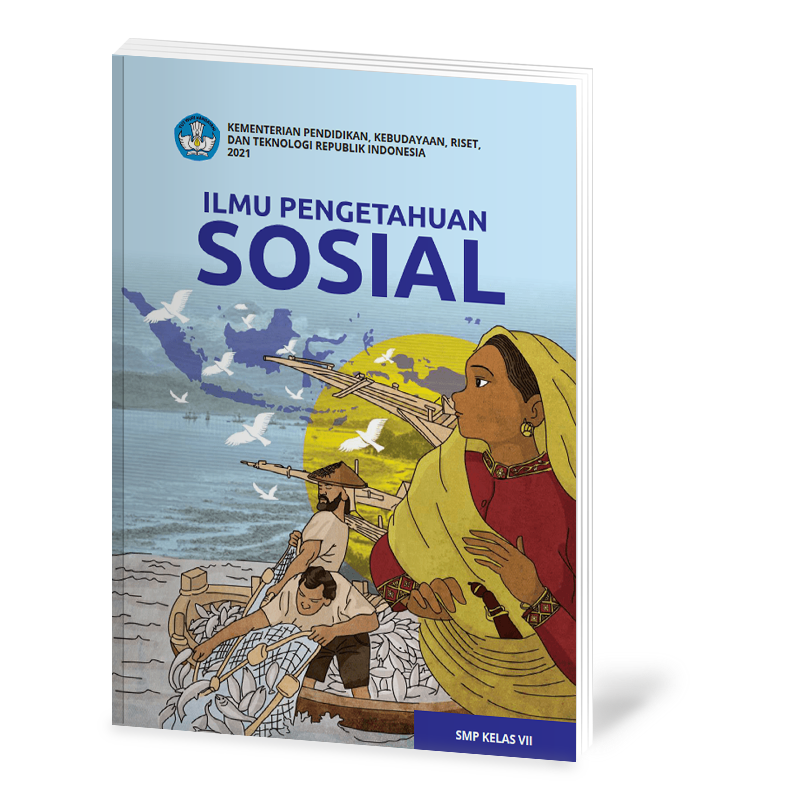 KEMENTERIAN PENDIDIKAN, KEBUDAYAAN, RISET,
DAN TEKNOLOGI REPUBLIK INDONESIA
2021
ILMU PENGETAHUAN
SOSIAL
SMP KELAS VII